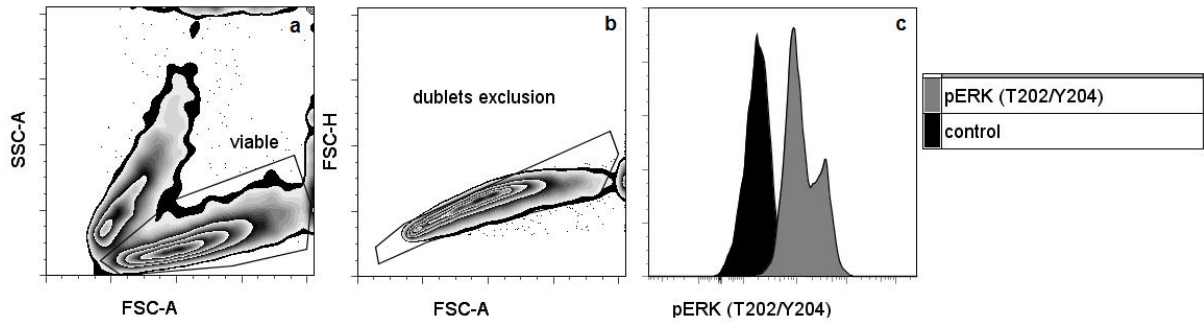 a
SSC-A
viable
FSC-A
b
FSC-H
dublets exclusion
FSC-A
c
pERK (T202/Y204)
pERK (T202/Y204)
control